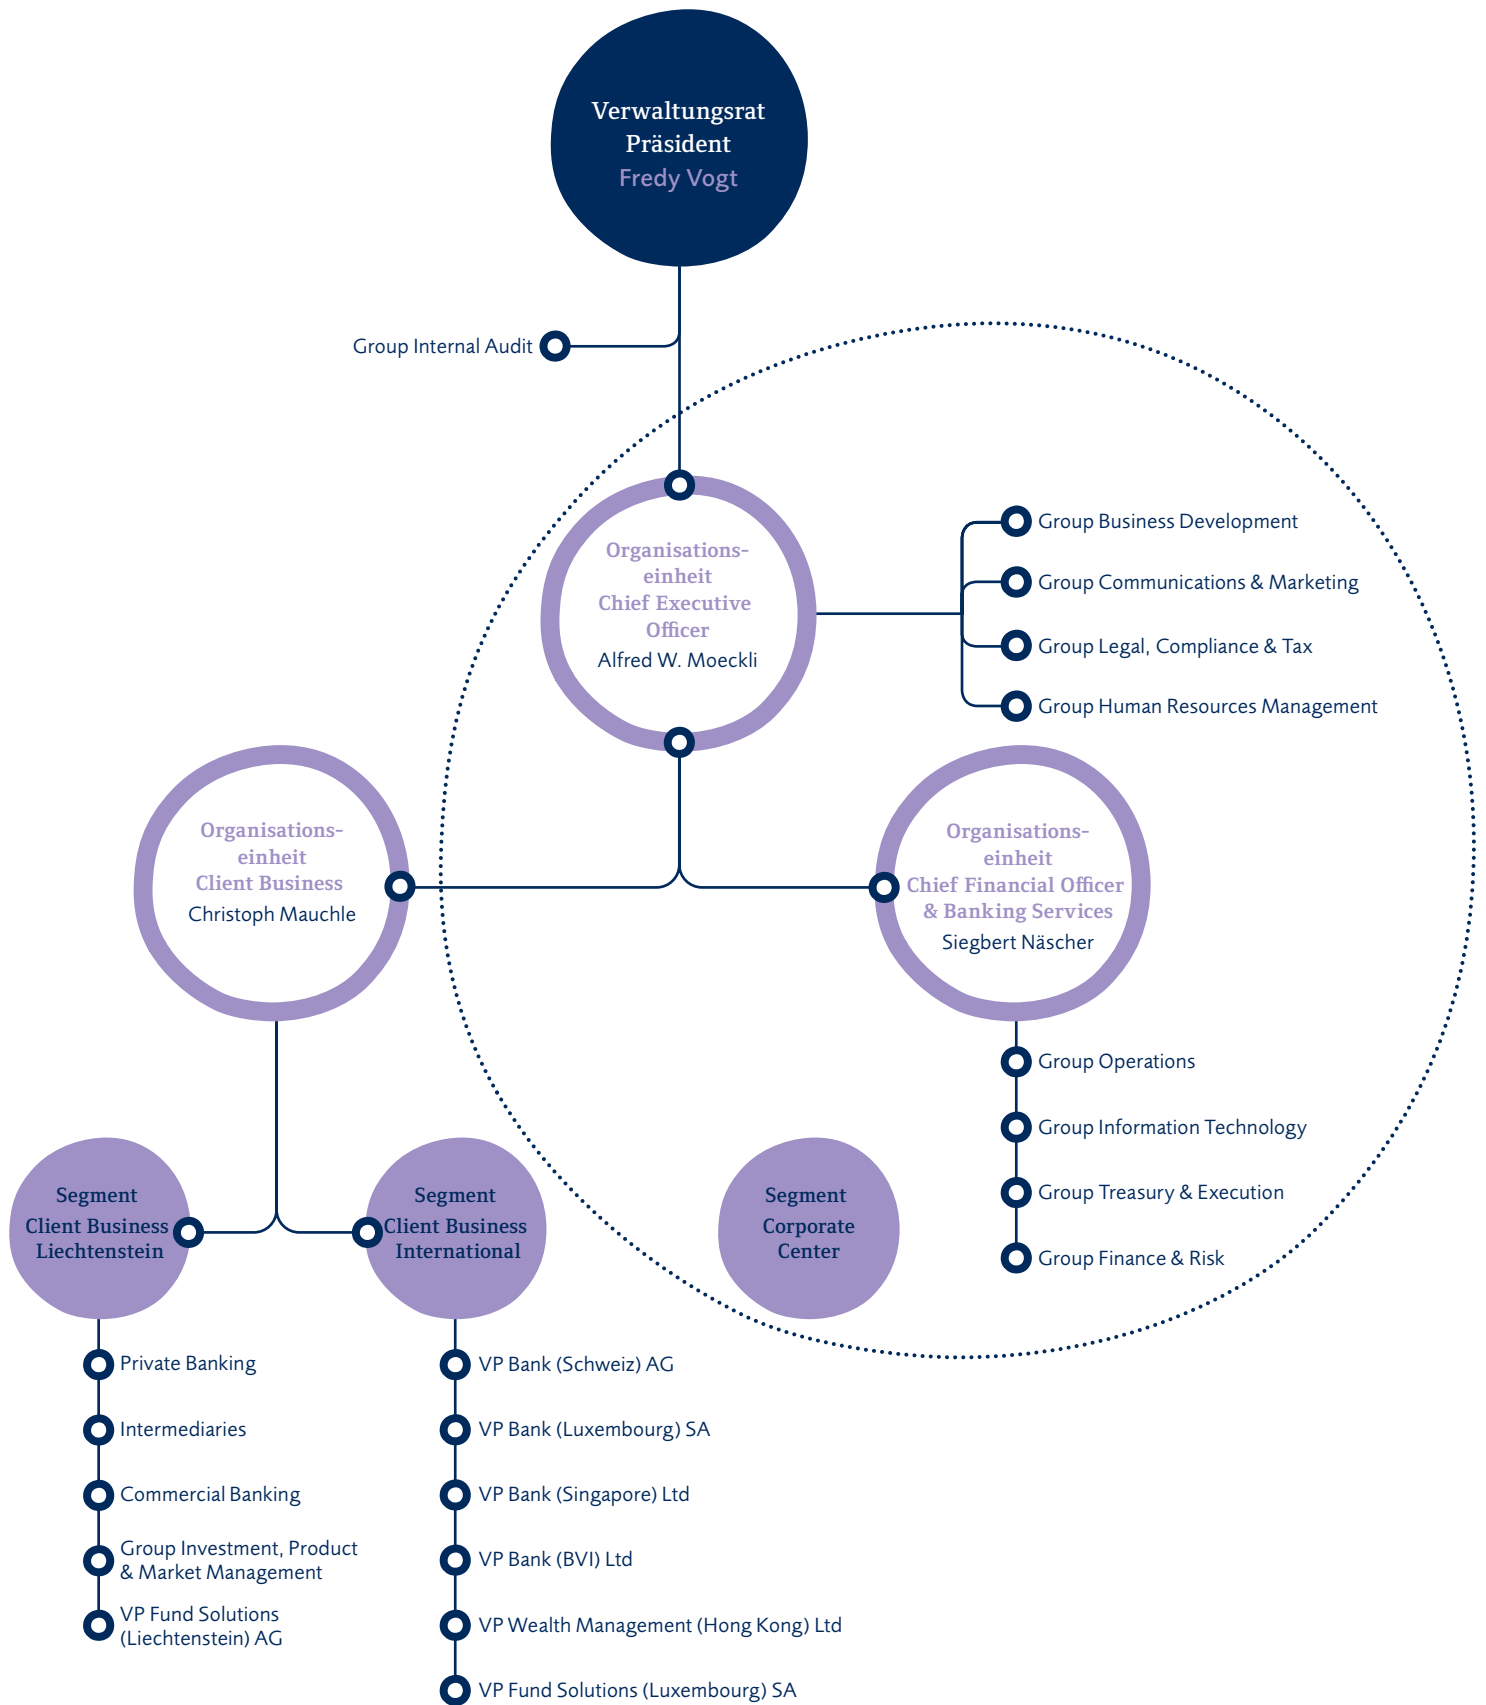 Verwaltungsrat
Präsident
Fredy Vogt
Group Internal Audit
Organisations-
einheit
Chief Executive
Officer
Alfred W. Moeckli
Group Business Development
Group Communications & Marketing
Group Legal, Compliance & Tax
Group Human Resources Management
Organisations-
einheit
Client Business
Christoph Mauchle
Organisations-
einheit
Chief Financial Officer
& Banking Services
Siegbert Näscher
Group Operations
Group Information Technology
Group Treasury & Execution
Group Finance & Risk
Segment
Client Business
Liechtenstein
Segment
Client Business
International
Segment
Corporate
Center
Private Banking
Intermediaries
Commercial Banking
Group Investment, Product
& Market Management
VP Fund Solutions
(Liechtenstein) AG
VP Bank (Schweiz) AG
VP Bank (Luxembourg) SA
VP Bank (Singapore) Ltd
VP Bank (BVI) Ltd
VP Wealth Management (Hong Kong) Ltd
VP Fund Solutions (Luxembourg) SA